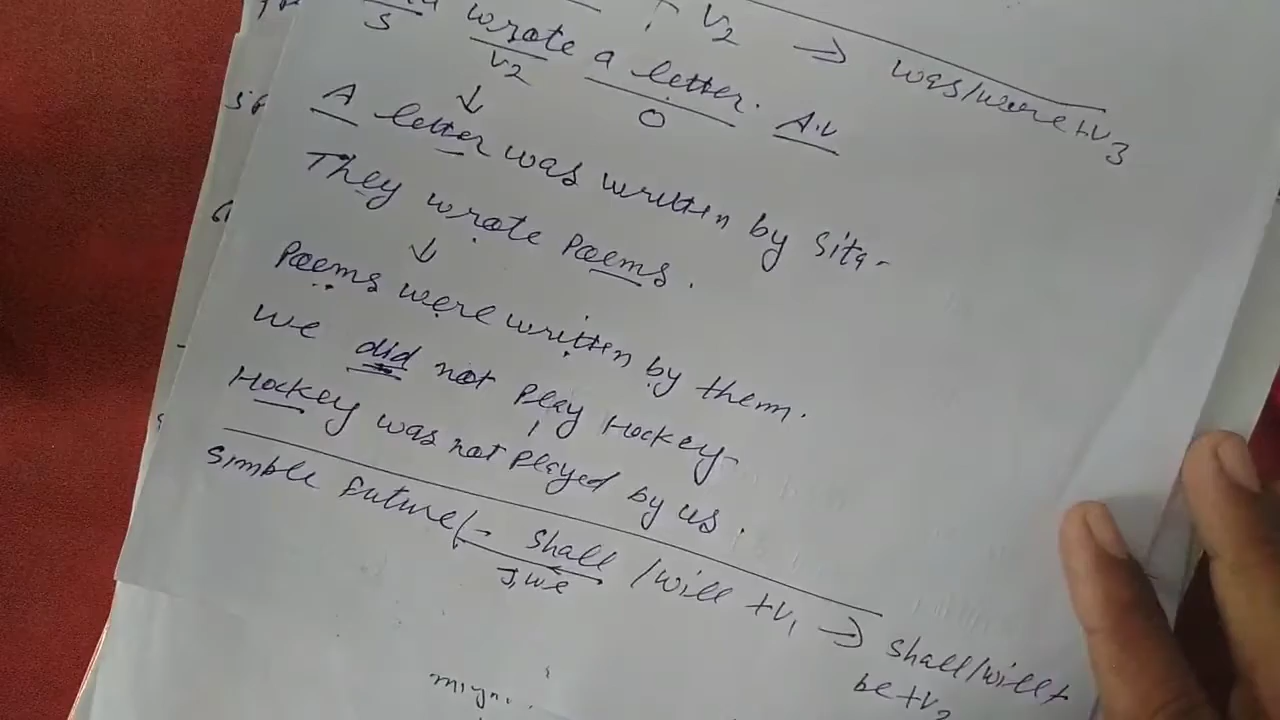 V2 → was/were+V3
wrote a letter. A.V
S V2 O
↓
A letter was written by Sita.
They wrote Poems.
↓
Poems were written by them.
We did not Play Hockey
Hockey was not Played by us.
Simble Future :- Shall / will + V1 → shall/will+
I, we
be+V3